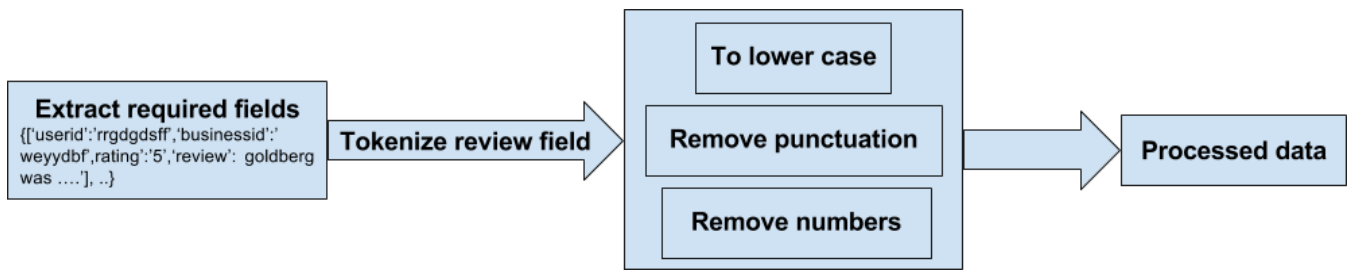 Extract required fields
{[‘userid’:’rrgdgdsff’,‘businessid’:’
weyydbf’,rating’:’5’,‘review’: goldberg
was ….’], ..}
Tokenize review field
To lower case
Remove punctuation
Remove numbers
Processed data